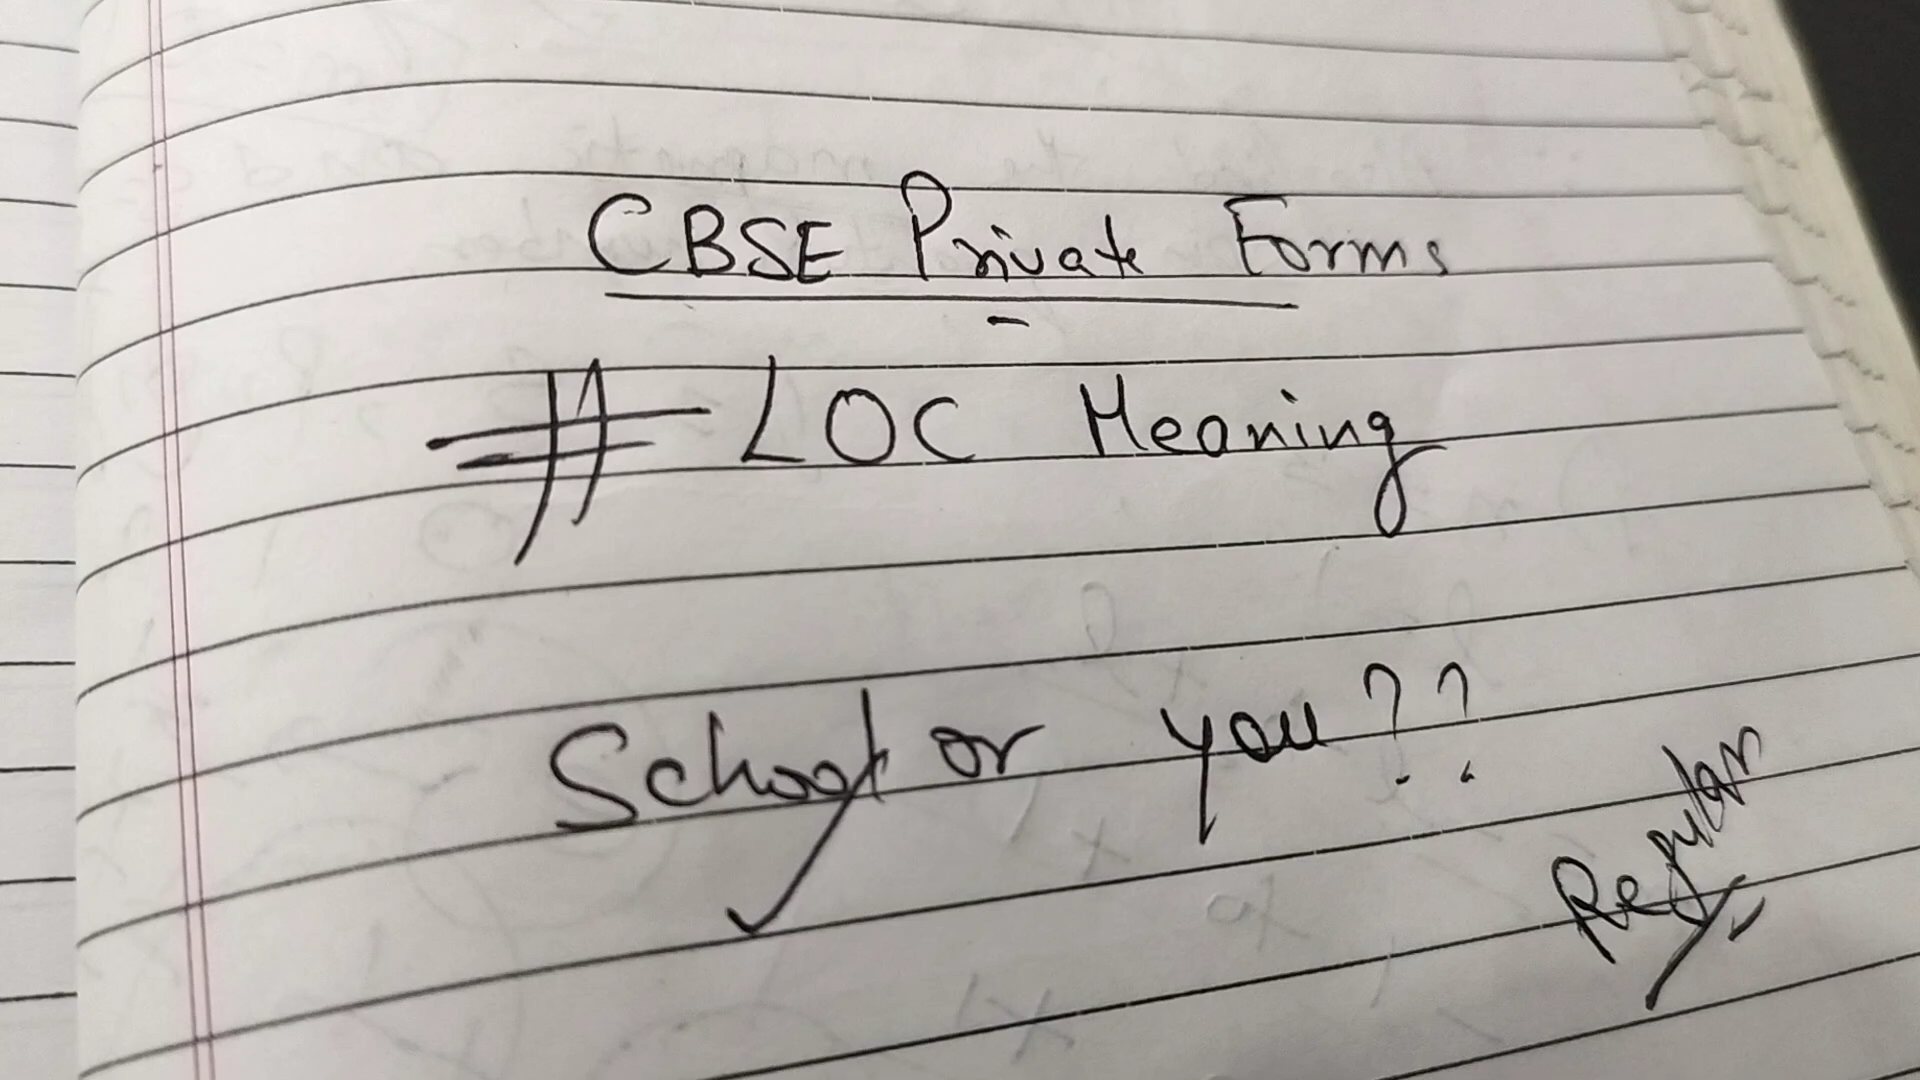 CBSE Private Forms
# LOC Meaning
School or you??
Regular